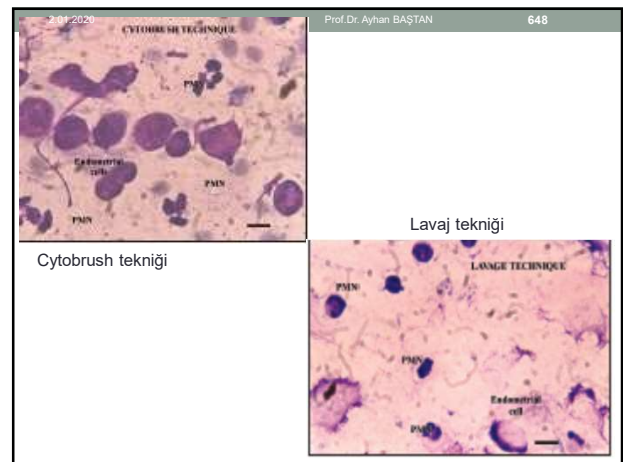 2.01.2020
Prof.Dr. Ayhan BAŞTAN
648
CYTOBRUSH TECHNIQUE
PMN
Endometrial
cells
PMN
PMN
Cytobrush tekniği
Lavaj tekniği
LAVAGE TECHNIQUE
PMN
PMN
Endometrial
cell
PMN